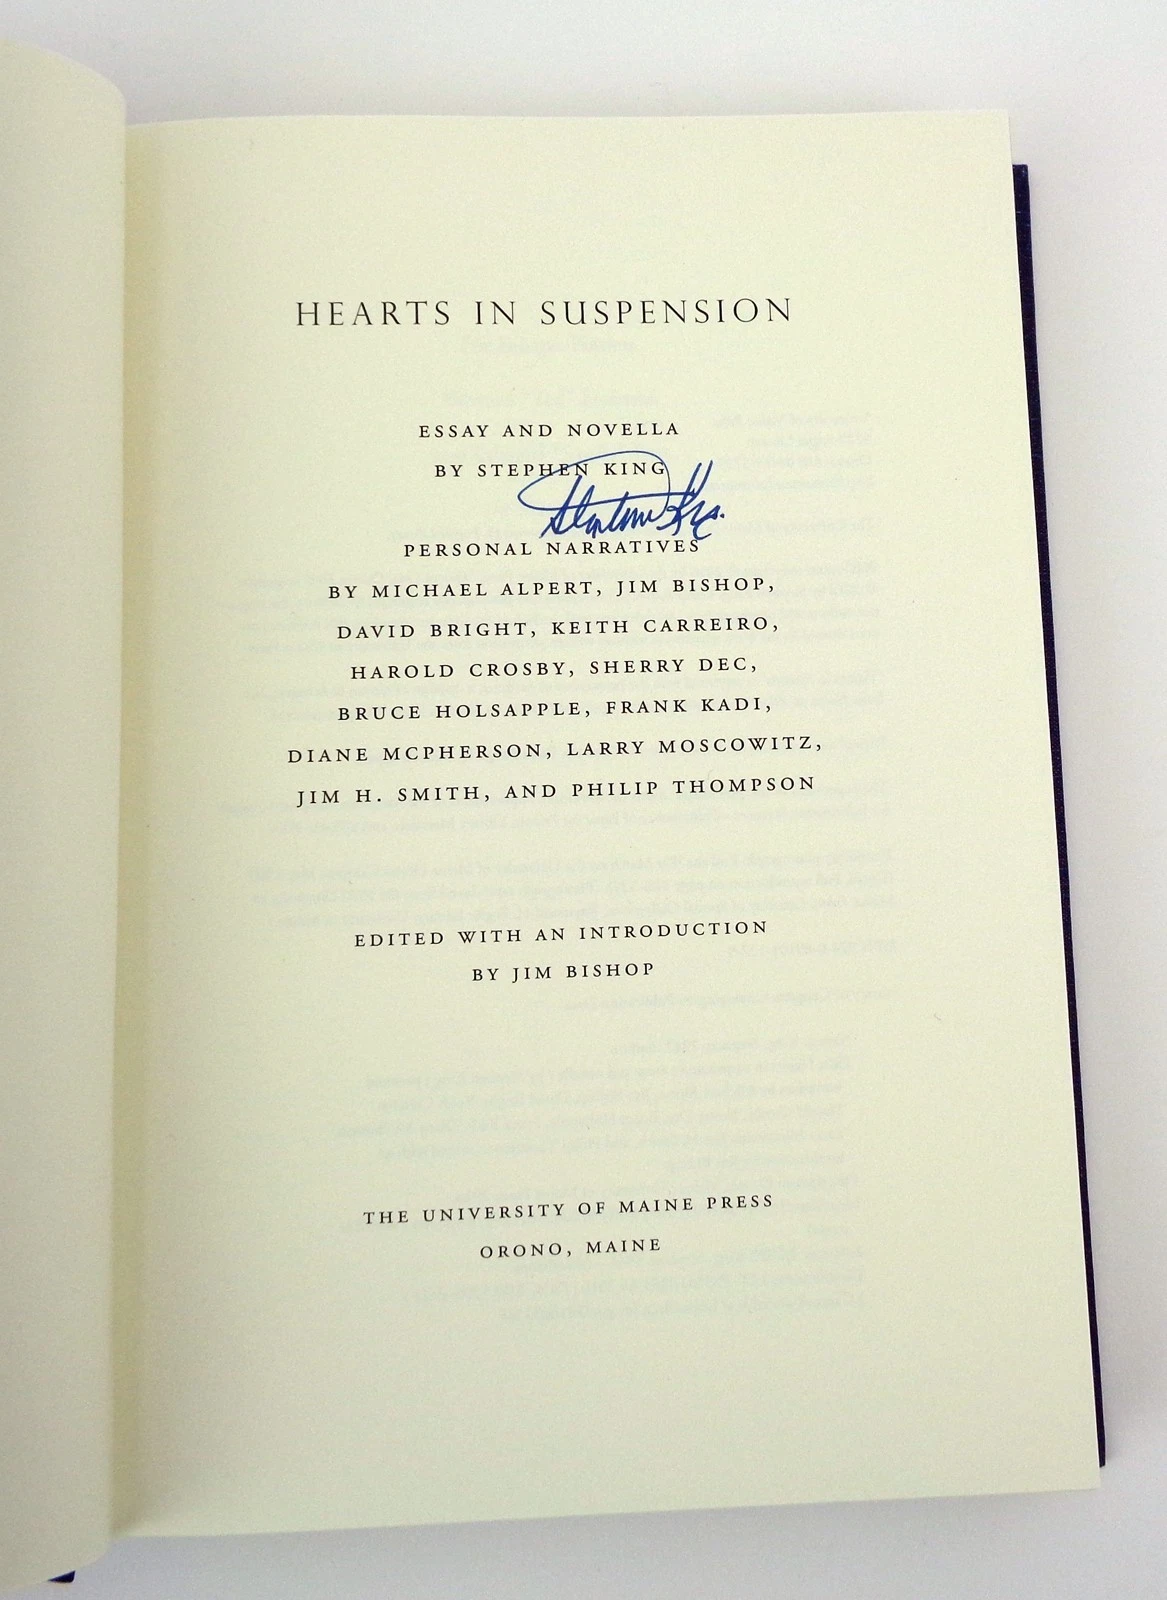 HEARTS IN SUSPENSION
ESSAY AND NOVELLA
BY STEPHEN KING
Stephen King
PERSONAL NARRATIVES
BY MICHAEL ALPERT, JIM BISHOP,
DAVID BRIGHT, KEITH CARREIRO,
HAROLD CROSBY, SHERRY DEC,
BRUCE HOLSAPPLE, FRANK KADI,
DIANE MCPHERSON, LARRY MOSCOWITZ,
JIM H. SMITH, AND PHILIP THOMPSON
EDITED WITH AN INTRODUCTION
BY JIM BISHOP
THE UNIVERSITY OF MAINE PRESS
ORONO, MAINE